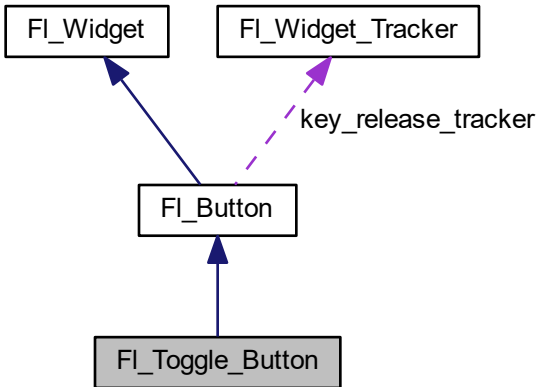 Fl_Widget
Fl_Widget_Tracker
key_release_tracker
Fl_Button
Fl_Toggle_Button